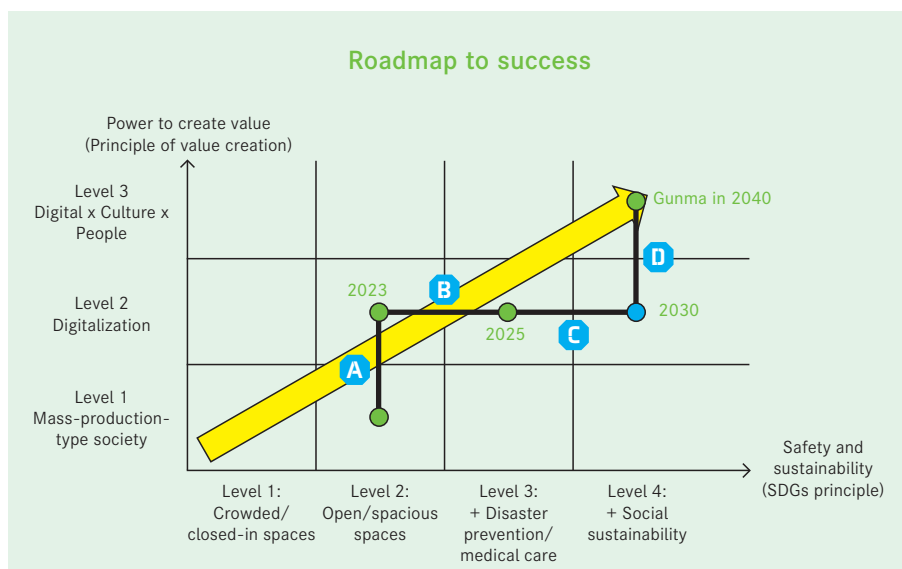 Roadmap to success
Power to create value
(Principle of value creation)
Level 3
Digital x Culture x
People
Gunma in 2040
D
B
Level 2
Digitalization
2023
2025
2030
C
A
Level 1
Mass-production-
type society
Safety and
sustainability
(SDGs principle)
Level 1:
Crowded/
closed-in spaces
Level 2:
Open/spacious
spaces
Level 3:
+ Disaster
prevention/
medical care
Level 4:
+ Social
sustainability